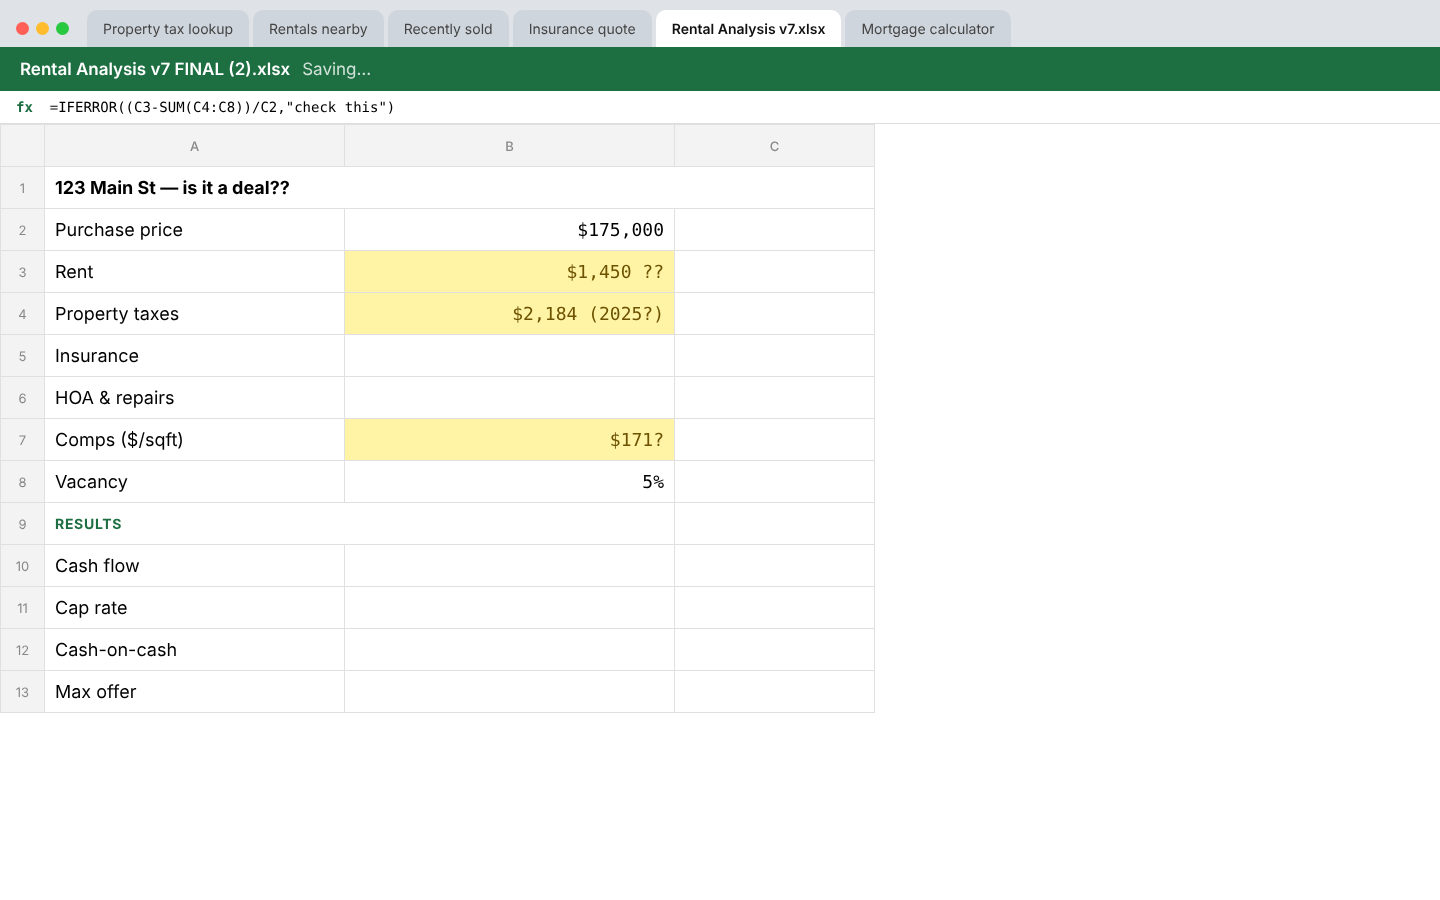 Property tax lookup
Rentals nearby
Recently sold
Insurance quote
Rental Analysis v7.xlsx
Mortgage calculator
Rental Analysis v7 FINAL (2).xlsx Saving...
fx =IFERROR((C3-SUM(C4:C8))/C2,"check this")
A B C
1 123 Main St — is it a deal??
2 Purchase price $175,000
3 Rent $1,450 ??
4 Property taxes $2,184 (2025?)
5 Insurance
6 HOA & repairs
7 Comps ($/sqft) $171?
8 Vacancy 5%
9 RESULTS
10 Cash flow
11 Cap rate
12 Cash-on-cash
13 Max offer